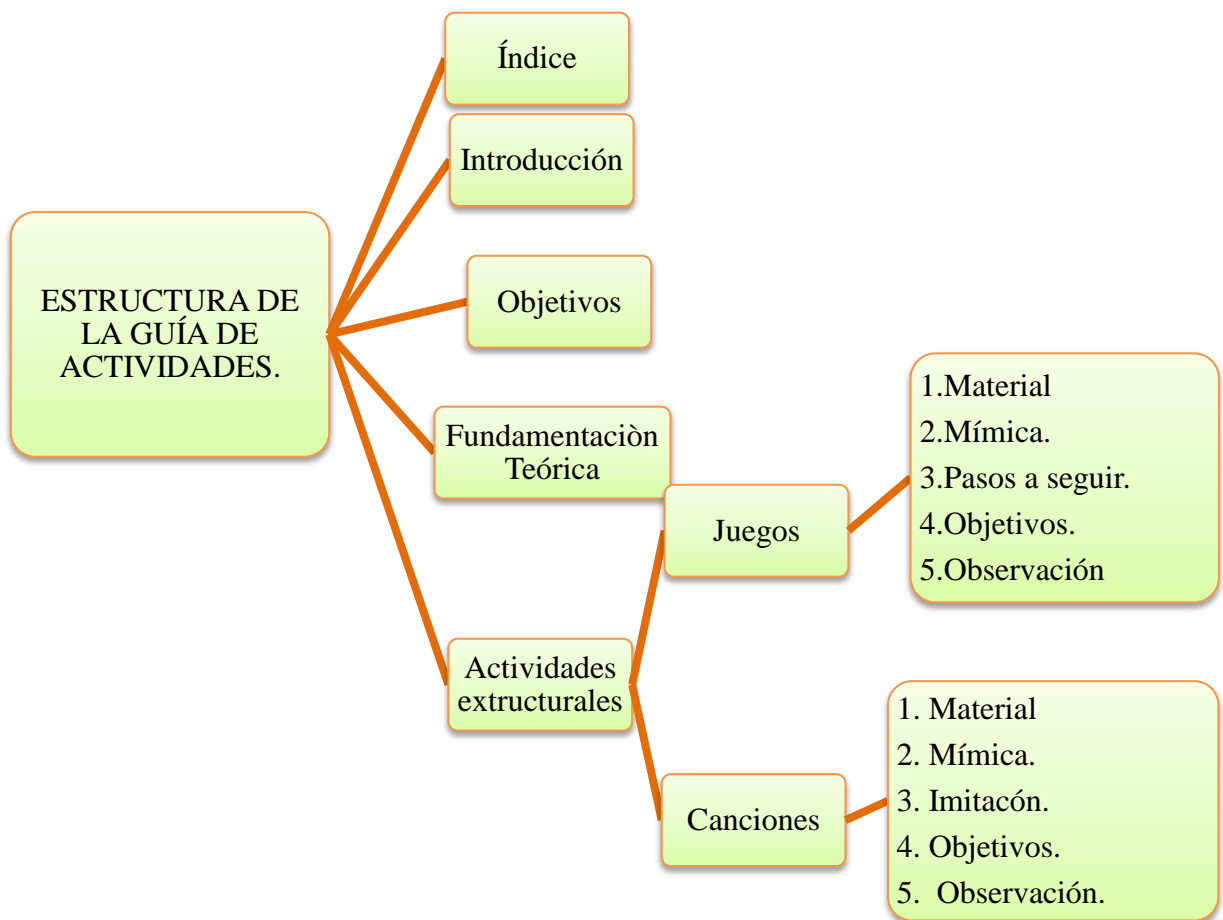 Índice
Introducción
ESTRUCTURA DE
LA GUÍA DE
ACTIVIDADES.
Objetivos
Fundamentaciòn
Teórica
Juegos
1.Material
2.Mímica.
3.Pasos a seguir.
4.Objetivos.
5.Observación
Actividades
extructurales
Canciones
1. Material
2. Mímica.
3. Imitacón.
4. Objetivos.
5. Observación.